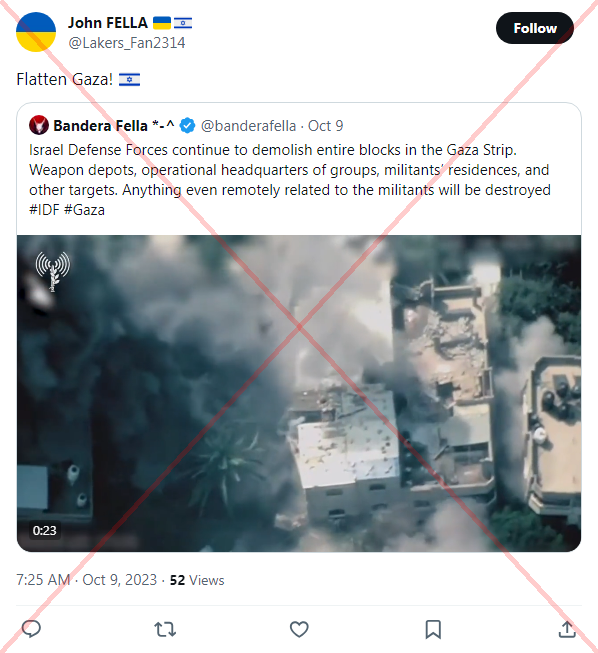 John FELLA 🇺🇦🇮🇱
@Lakers_Fan2314
Follow
Flatten Gaza! 🇮🇱
Bandera Fella *-^ @banderafella · Oct 9
Israel Defense Forces continue to demolish entire blocks in the Gaza Strip.
Weapon depots, operational headquarters of groups, militants' residences, and
other targets. Anything even remotely related to the militants will be destroyed
#IDF #Gaza
0:23
7:25 AM · Oct 9, 2023 · 52 Views